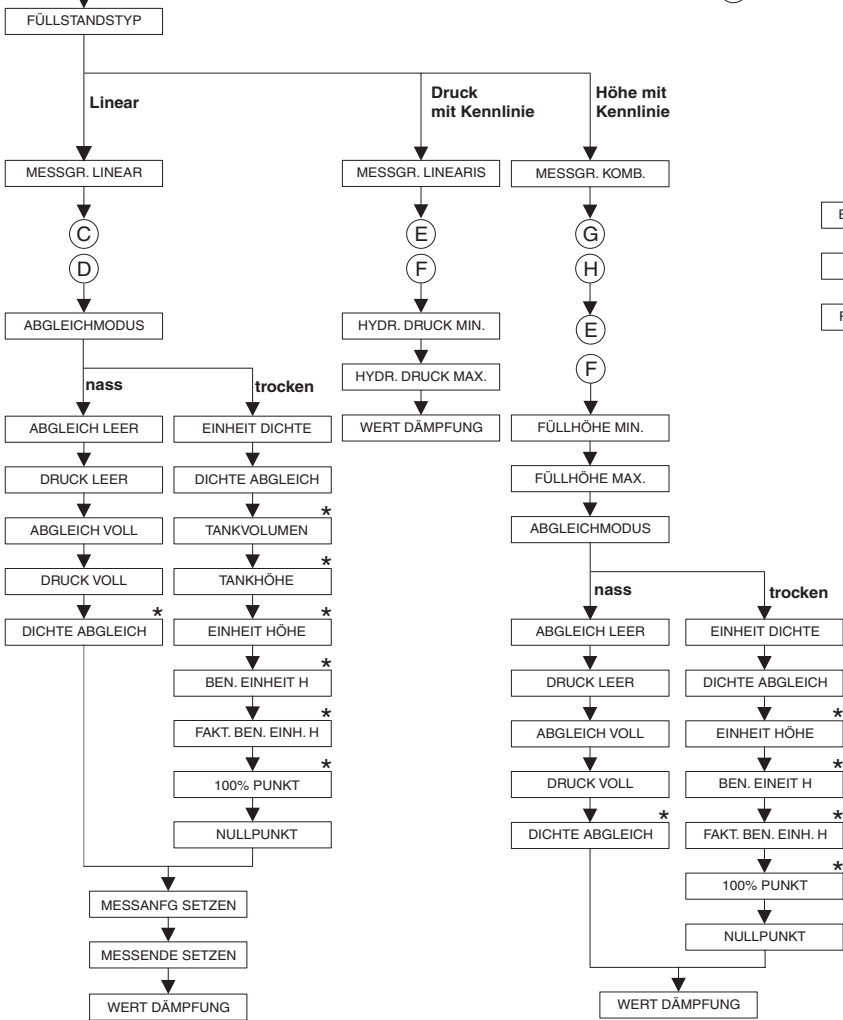 FÜLLSTANDSTYP
Linear
Druck
mit Kennlinie
Höhe mit
Kennlinie
MESSGR. LINEAR
MESSGR. LINEARIS
MESSGR. KOMB.
C
D
E
F
G
H
E
F
ABGLEICHMODUS
nass
trocken
ABGLEICH LEER
DRUCK LEER
ABGLEICH VOLL
DRUCK VOLL
*
DICHTE ABGLEICH
EINHEIT DICHTE
DICHTE ABGLEICH
*
TANKVOLUMEN
*
TANKHÖHE
*
EINHEIT HÖHE
*
BEN. EINHEIT H
*
FAKT. BEN. EINH. H
*
100% PUNKT
NULLPUNKT
MESSANFG SETZEN
MESSENDE SETZEN
WERT DÄMPFUNG
HYDR. DRUCK MIN.
HYDR. DRUCK MAX.
WERT DÄMPFUNG
FÜLLHÖHE MIN.
FÜLLHÖHE MAX.
ABGLEICHMODUS
nass
trocken
ABGLEICH LEER
DRUCK LEER
ABGLEICH VOLL
DRUCK VOLL
*
DICHTE ABGLEICH
EINHEIT DICHTE
DICHTE ABGLEICH
*
EINHEIT HÖHE
*
BEN. EINEIT H
*
FAKT. BEN. EINH. H
*
100% PUNKT
NULLPUNKT
WERT DÄMPFUNG